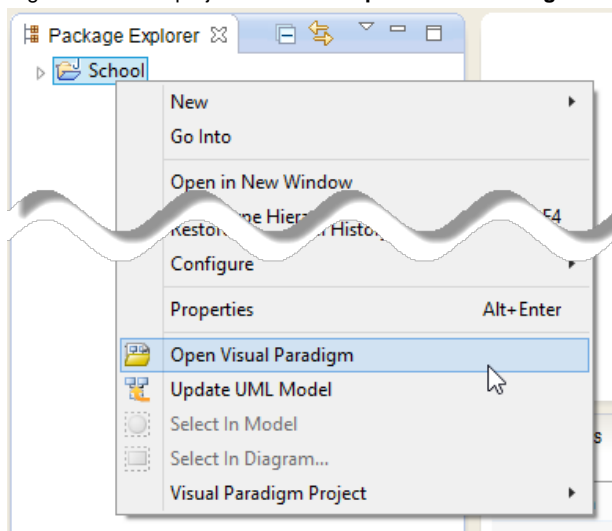 Package Explorer
School
New
Go Into
Open in New Window
History
Configure
Properties Alt+Enter
Open Visual Paradigm
Update UML Model
Select In Model
Select In Diagram...
Visual Paradigm Project
s